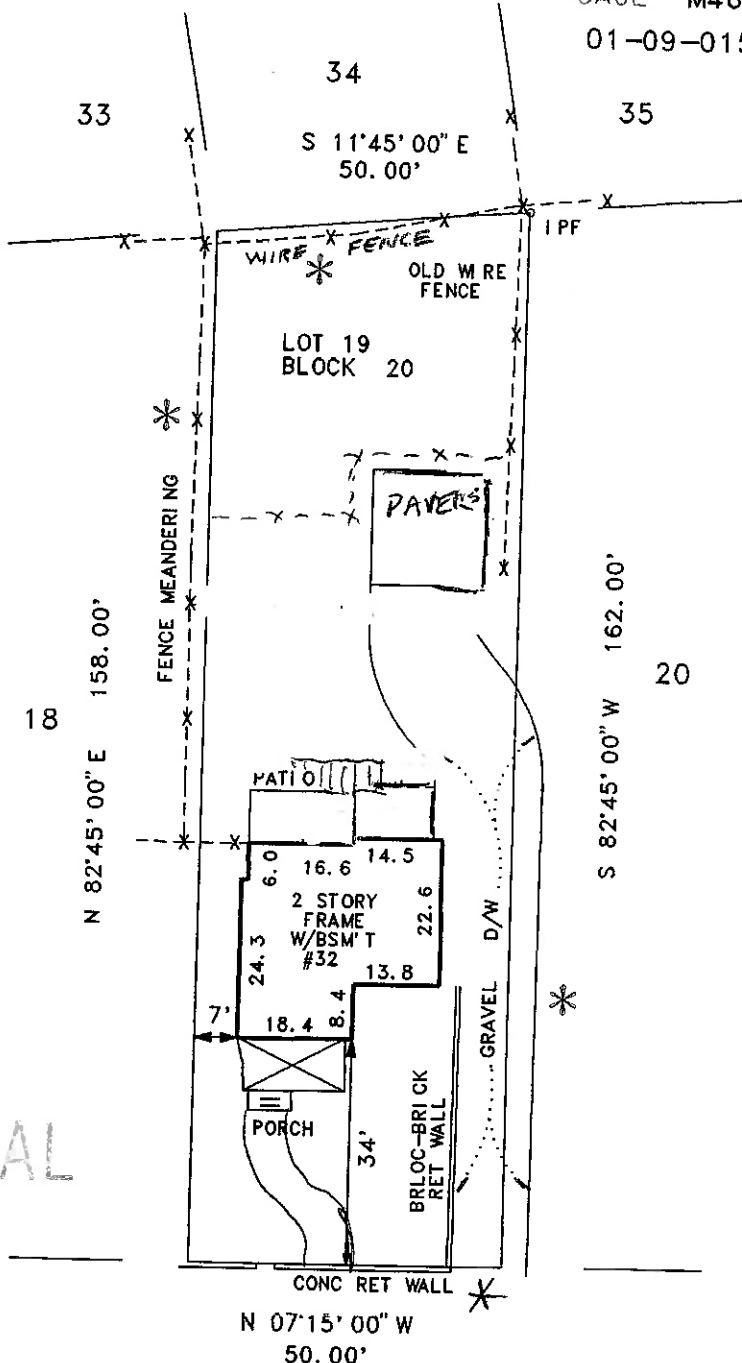 M46
01-09-015
34
33
35
S 11°45'00" E
50.00'
IPF
WIRE FENCE
OLD WIRE
FENCE
LOT 19
BLOCK 20
PAVERS
FENCE MEANDERING
N 82°45'00" E 158.00'
S 82°45'00" W 162.00'
18
20
PATIO
6.0
16.6
14.5
2 STORY
FRAME
W/BSM'T
#32
22.6
24.3
13.8
8.4
18.4
7'
GRAVEL D/W
BRLOC-BRICK
RET WALL
PORCH
34'
AL
CONC RET WALL
N 07°15'00" W
50.00'